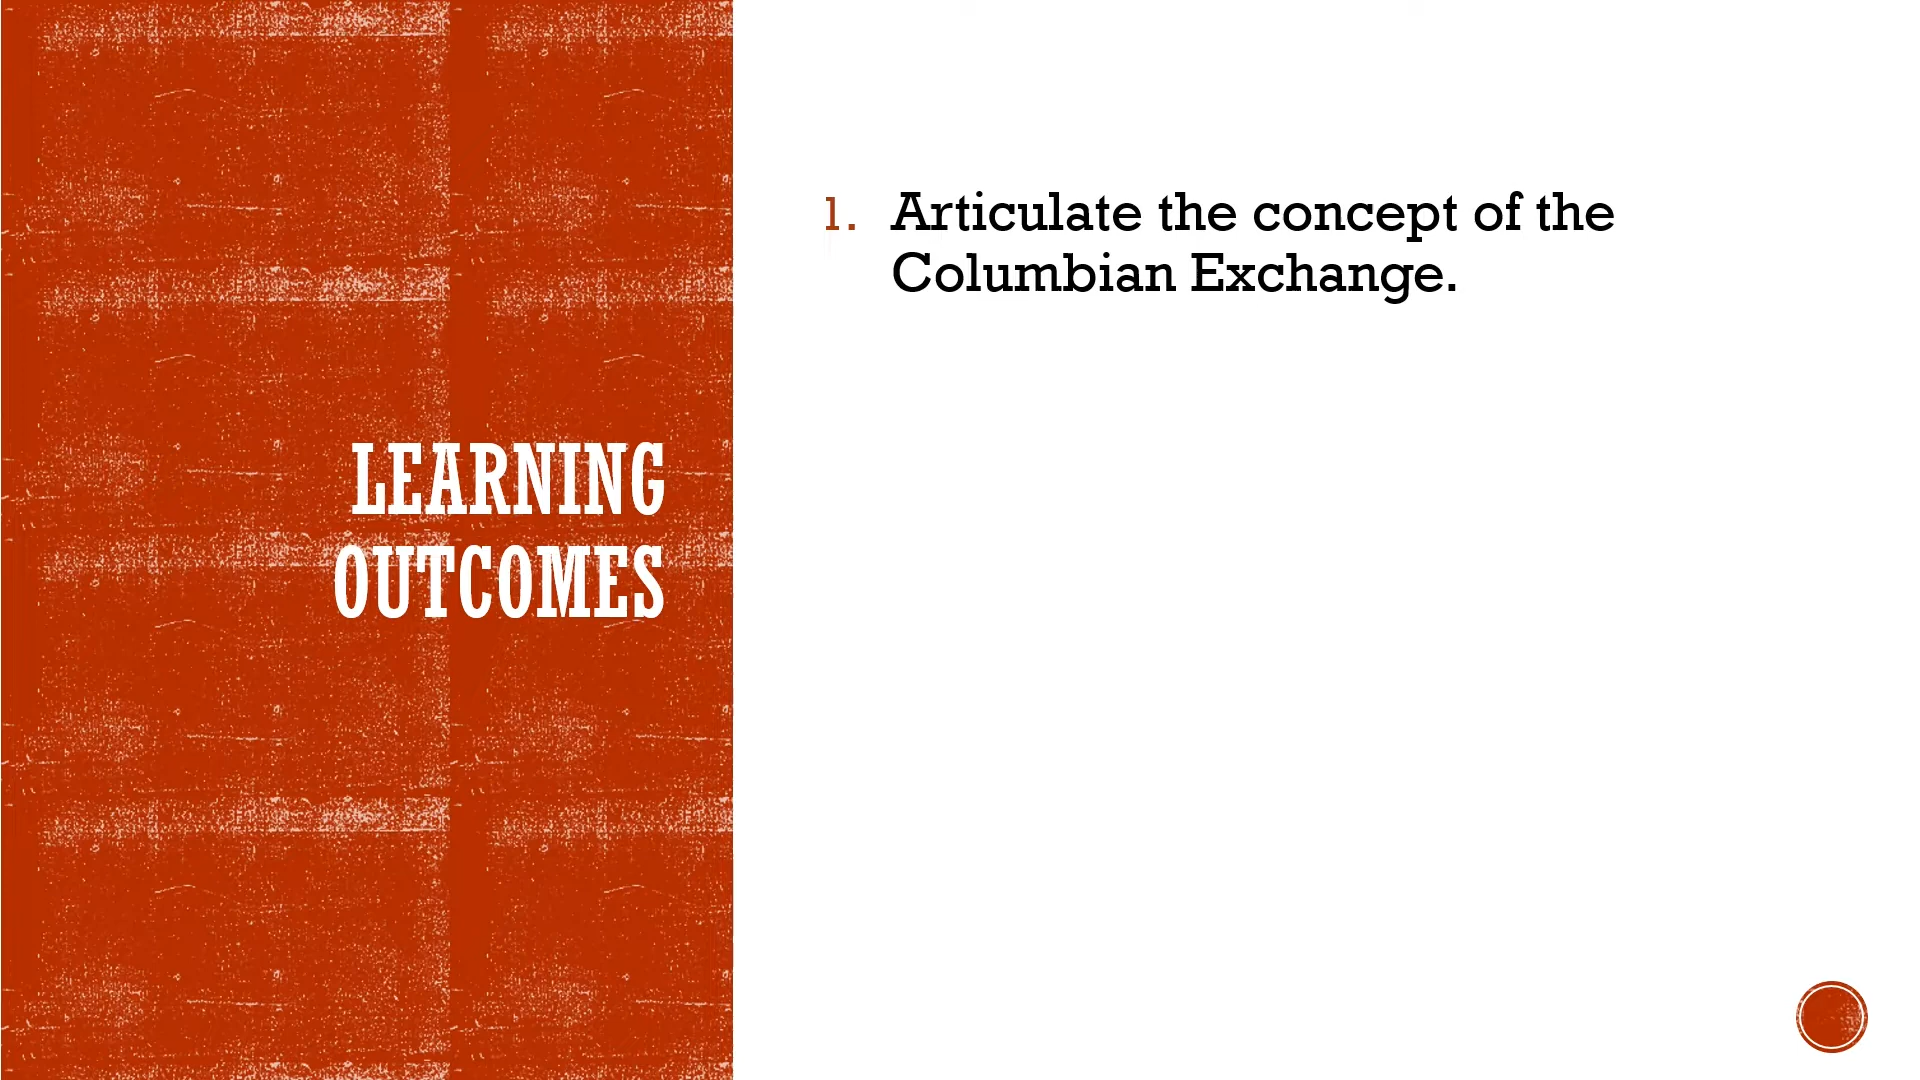 LEARNING
OUTCOMES
1. Articulate the concept of the
Columbian Exchange.